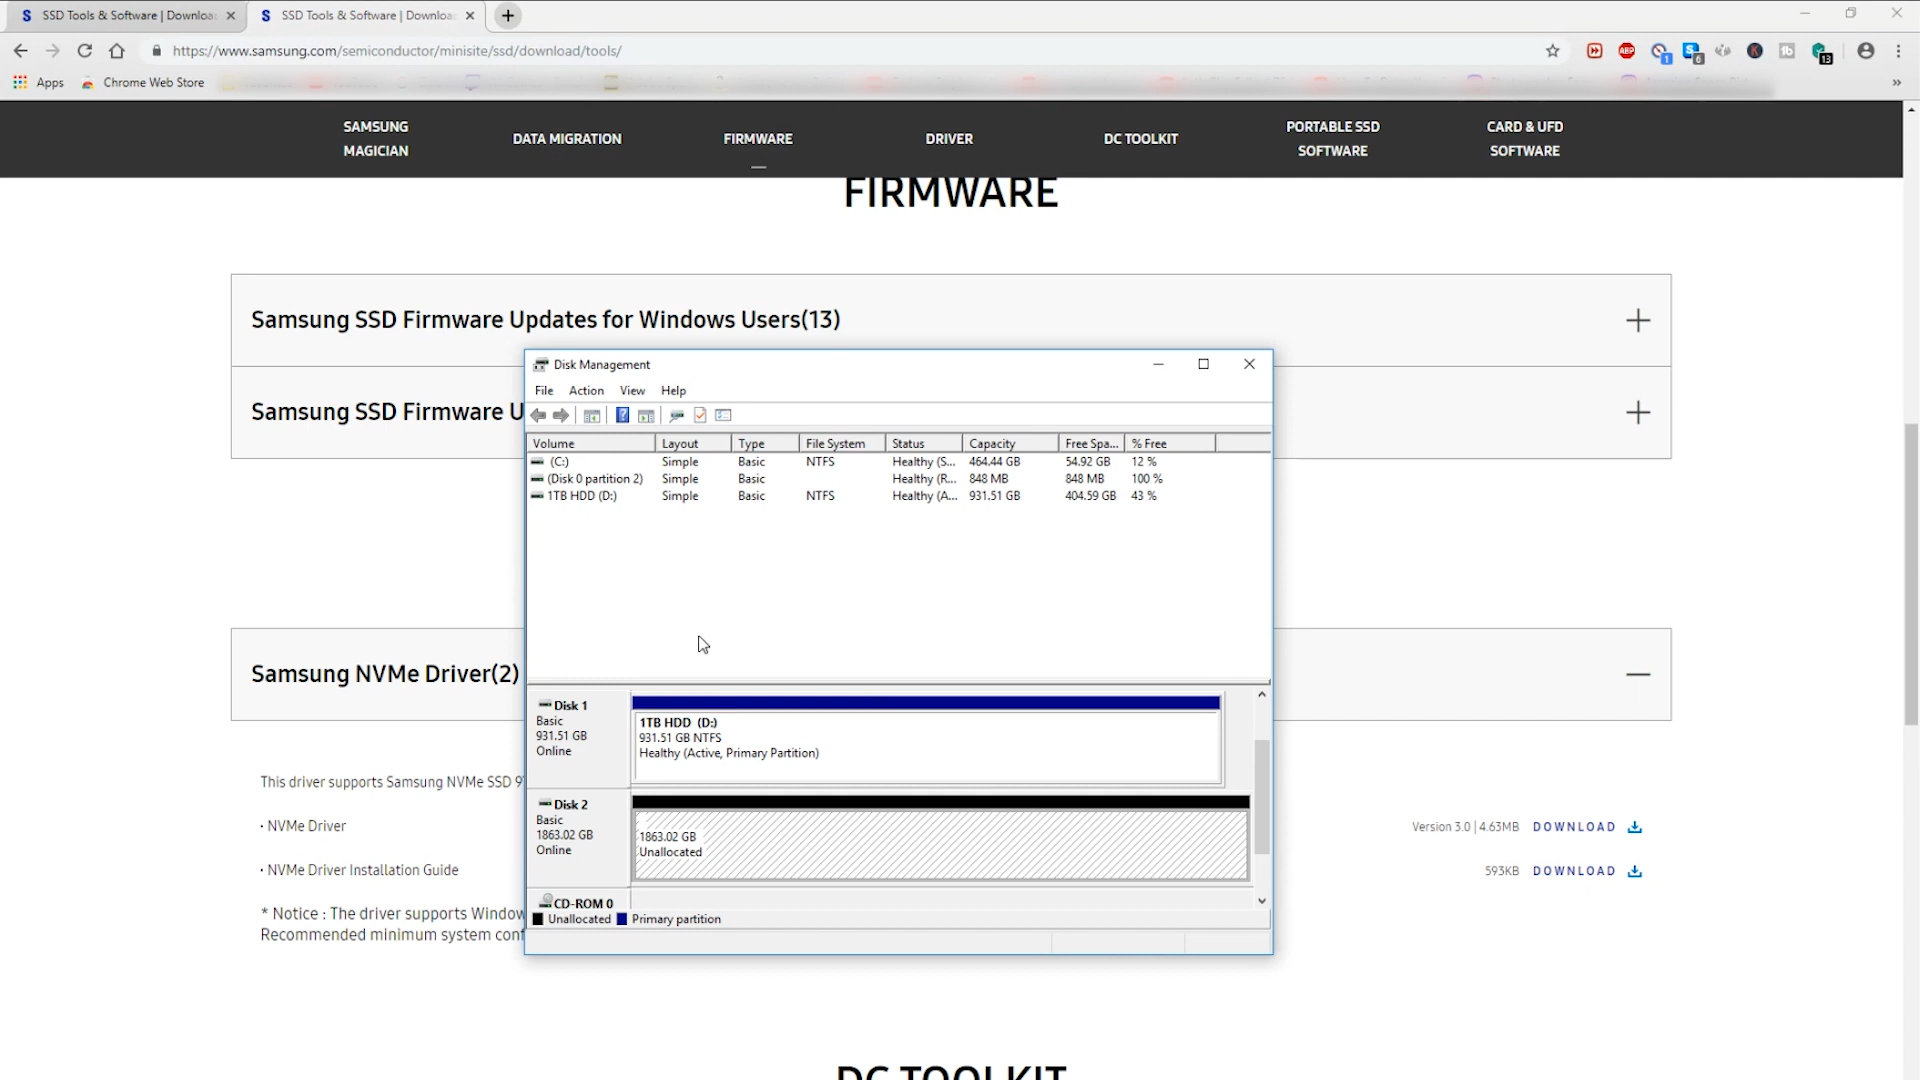 SSD Tools & Software | Downloa
SSD Tools & Software | Downloa
https://www.samsung.com/semiconductor/minisite/ssd/download/tools/
ABP
1
6
K
tb
13
Apps
Chrome Web Store
SAMSUNG
MAGICIAN
DATA MIGRATION
FIRMWARE
DRIVER
DC TOOLKIT
PORTABLE SSD
SOFTWARE
CARD & UFD
SOFTWARE
FIRMWARE
Samsung SSD Firmware Updates for Windows Users(13)
Samsung SSD Firmware U
Disk Management
File Action View Help
Volume Layout Type File System Status Capacity Free Spa... % Free
(C:) Simple Basic NTFS Healthy (S... 464.44 GB 54.92 GB 12 %
(Disk 0 partition 2) Simple Basic Healthy (R... 848 MB 848 MB 100 %
1TB HDD (D:) Simple Basic NTFS Healthy (A... 931.51 GB 404.59 GB 43 %
Samsung NVMe Driver(2)
Disk 1
Basic
931.51 GB
Online
1TB HDD (D:)
931.51 GB NTFS
Healthy (Active, Primary Partition)
Disk 2
Basic
1863.02 GB
Online
1863.02 GB
Unallocated
CD-ROM 0
Unallocated Primary partition
This driver supports Samsung NVMe SSD 9
· NVMe Driver
Version 3.0 | 4.63MB DOWNLOAD
· NVMe Driver Installation Guide
593KB DOWNLOAD
* Notice : The driver supports Window
Recommended minimum system conf
DC TOOLKIT